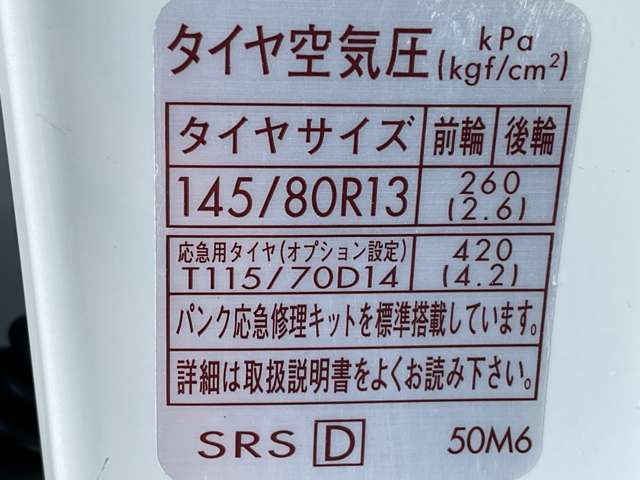 タイヤ空気圧 kPa
(kgf/cm²)
タイヤサイズ 前輪 後輪
145/80R13 260
(2.6)
応急用タイヤ(オプション設定) 420
T115/70D14 (4.2)
パンク応急修理キットを標準搭載しています。
詳細は取扱説明書をよくお読み下さい。
SRS D 50M6